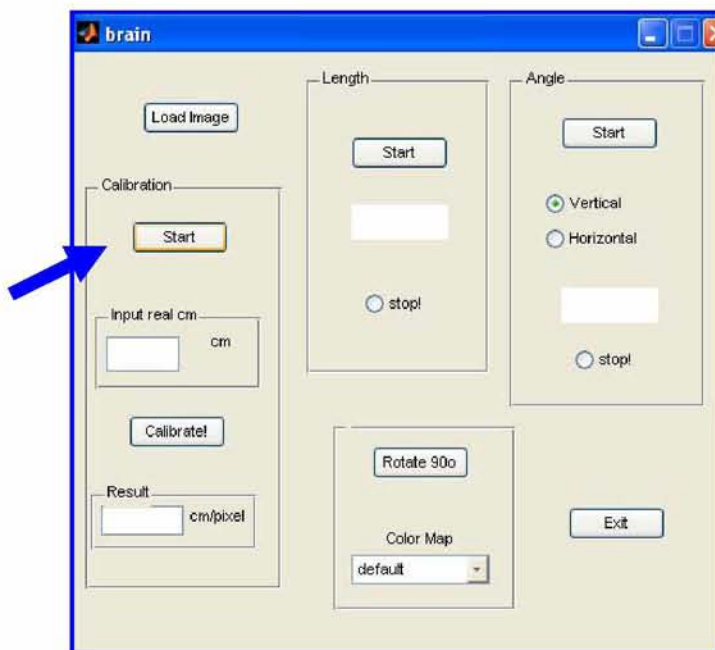 brain
Load Image
Calibration
Start
Input real cm
cm
Calibrate!
Result
cm/pixel
Length
Start
stop!
Angle
Start
Vertical
Horizontal
stop!
Rotate 90o
Color Map
default
Exit